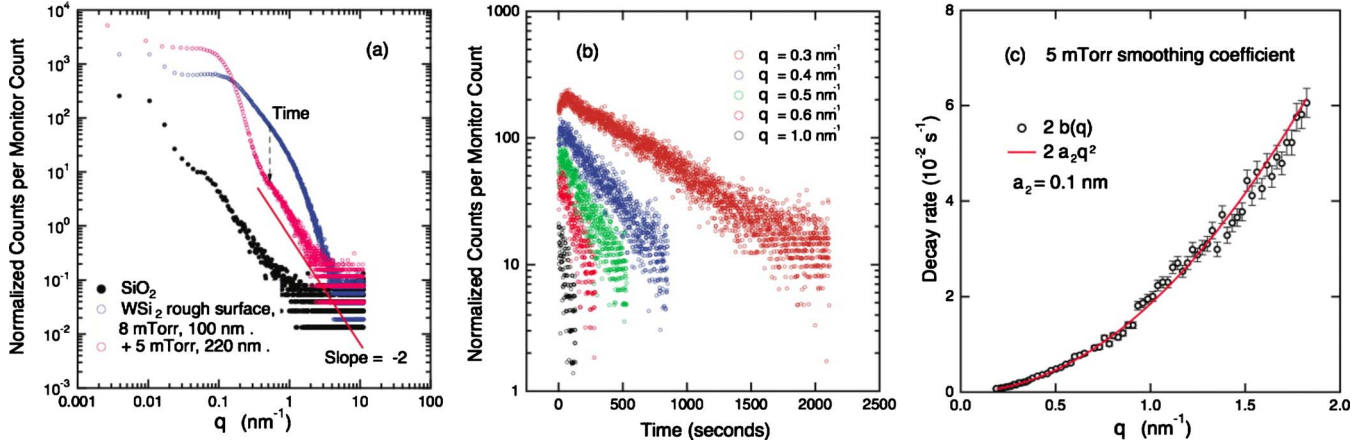 (a)
Normalized Counts per Monitor Count
10⁴
10³
10²
10¹
10⁰
10⁻¹
10⁻²
10⁻³
Time
SiO₂
WSi₂ rough surface,
8 mTorr, 100 nm .
+ 5 mTorr, 220 nm .
Slope = -2
0.001 0.01 0.1 1 10 100
q (nm⁻¹)
(b)
Normalized Counts per Monitor Count
1000
100
10
1
q = 0.3 nm⁻¹
q = 0.4 nm⁻¹
q = 0.5 nm⁻¹
q = 0.6 nm⁻¹
q = 1.0 nm⁻¹
0 500 1000 1500 2000 2500
Time (seconds)
(c) 5 mTorr smoothing coefficient
Decay rate (10⁻² s⁻¹)
8
6
4
2
0
2 b(q)
2 a₂q²
a₂ = 0.1 nm
0.0 0.5 1.0 1.5 2.0
q (nm⁻¹)